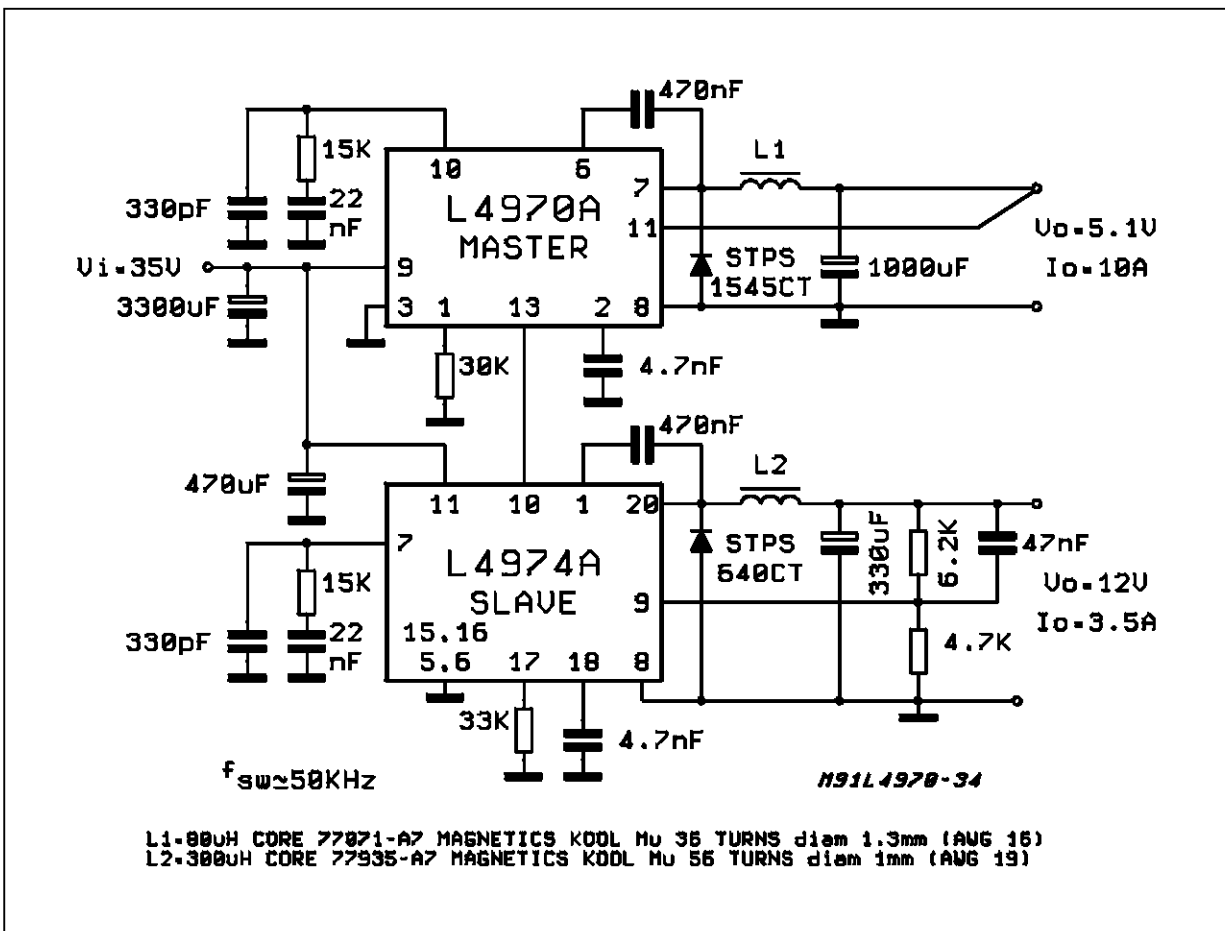 470nF
15K
330pF
22
nF
10
6
L4970A
MASTER
7
11
L1
Vo=5.1V
Io=10A
Vi=35V
9
3300uF
3
1
13
2
8
STPS
1545CT
1000uF
30K
4.7nF
470nF
470uF
11
10
1
20
L2
7
L4974A
SLAVE
9
STPS
640CT
330uF
6.2K
47nF
Vo=12V
Io=3.5A
15K
330pF
22
nF
15.16
5.6
17
18
8
4.7K
33K
4.7nF
fsw≃50KHz
M91L4970-34
L1=80uH CORE 77071-A7 MAGNETICS KOOL Mu 36 TURNS diam 1.3mm (AWG 16)
L2=300uH CORE 77935-A7 MAGNETICS KOOL Mu 56 TURNS diam 1mm (AWG 19)